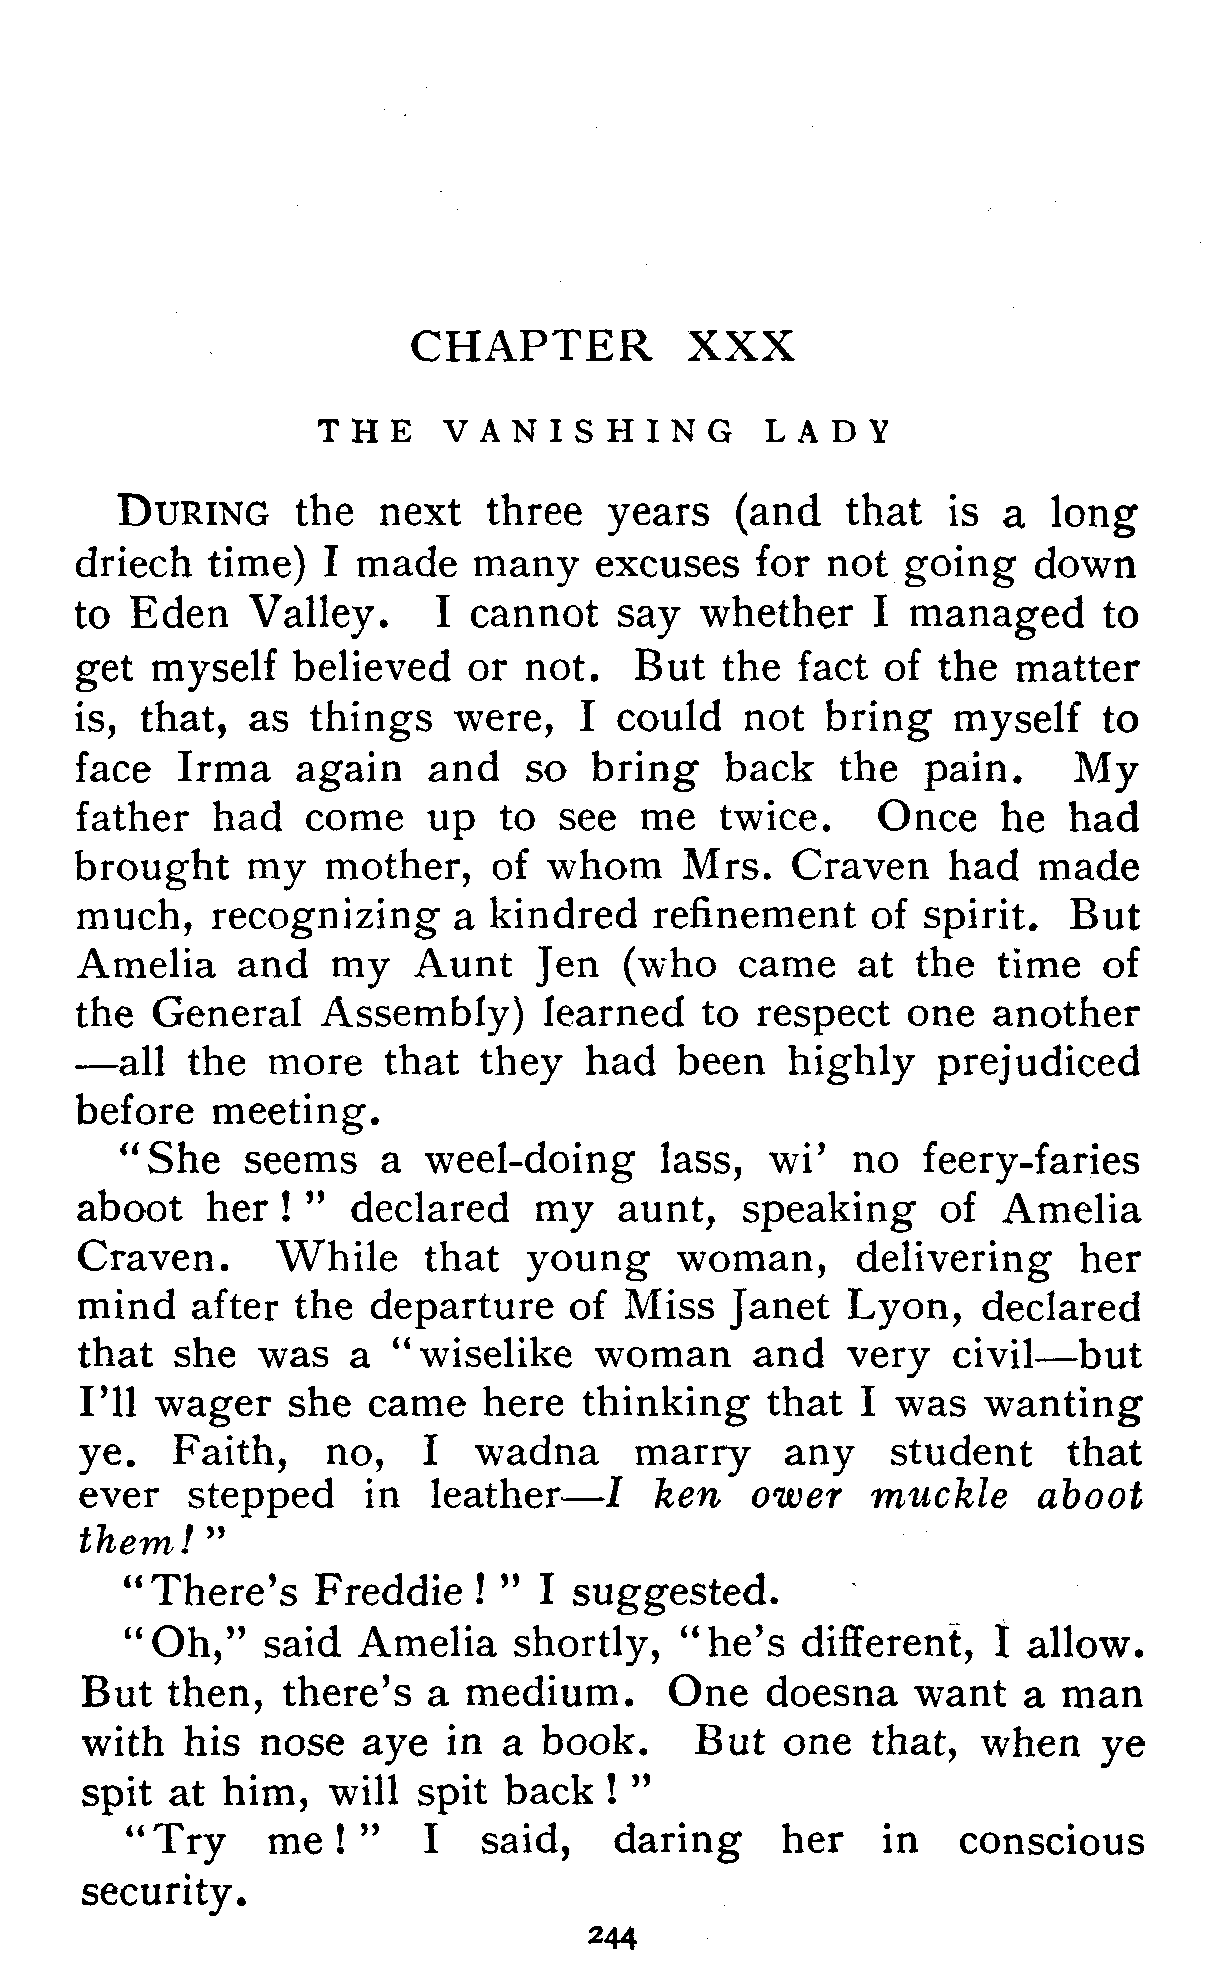 CHAPTER XXX
THE VANISHING LADY
DURING the next three years (and that is a long
driech time) I made many excuses for not going down
to Eden Valley. I cannot say whether I managed to
get myself believed or not. But the fact of the matter
is, that, as things were, I could not bring myself to
face Irma again and so bring back the pain. My
father had come up to see me twice. Once he had
brought my mother, of whom Mrs. Craven had made
much, recognizing a kindred refinement of spirit. But
Amelia and my Aunt Jen (who came at the time of
the General Assembly) learned to respect one another
—all the more that they had been highly prejudiced
before meeting.
"She seems a weel-doing lass, wi' no feery-faries
aboot her!" declared my aunt, speaking of Amelia
Craven. While that young woman, delivering her
mind after the departure of Miss Janet Lyon, declared
that she was a "wiselike woman and very civil—but
I'll wager she came here thinking that I was wanting
ye. Faith, no, I wadna marry any student that
ever stepped in leather—I ken ower muckle aboot
them!"
"There's Freddie!" I suggested.
"Oh," said Amelia shortly, "he's different, I allow.
But then, there's a medium. One doesna want a man
with his nose aye in a book. But one that, when ye
spit at him, will spit back!"
"Try me!" I said, daring her in conscious
security.
244